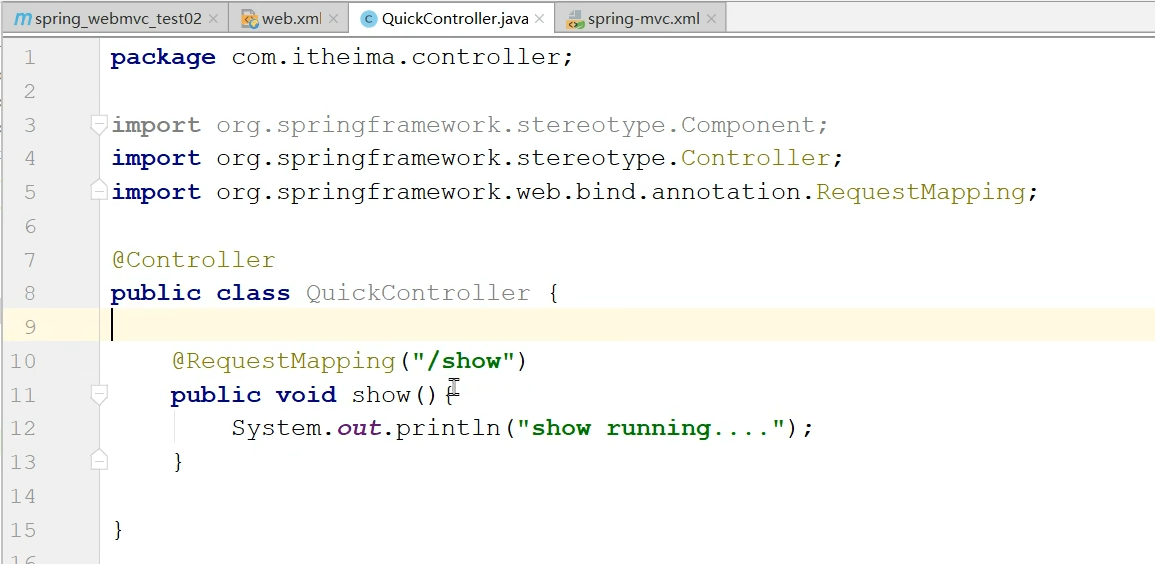 spring_webmvc_test02 web.xml QuickController.java spring-mvc.xml
1 package com.itheima.controller;
2
3 import org.springframework.stereotype.Component;
4 import org.springframework.stereotype.Controller;
5 import org.springframework.web.bind.annotation.RequestMapping;
6
7 @Controller
8 public class QuickController {
9
10 @RequestMapping("/show")
11 public void show(){
12 System.out.println("show running....");
13 }
14
15 }
16